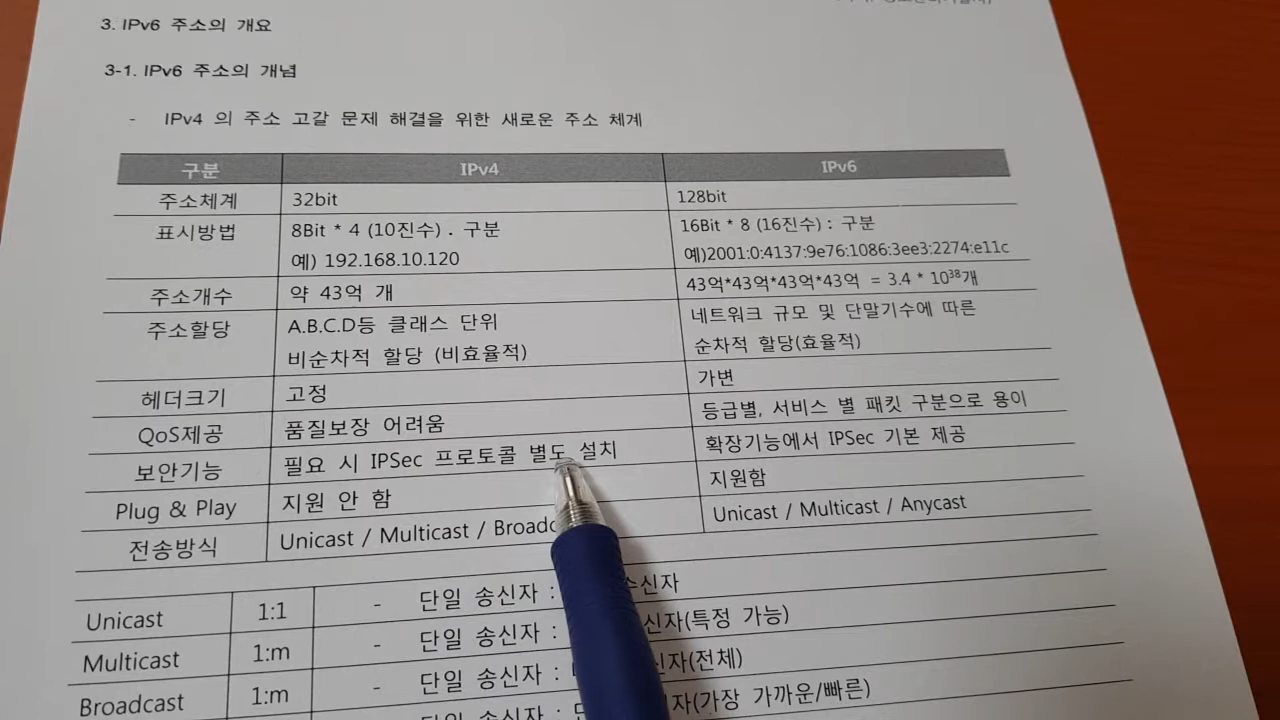 3. IPv6 주소의 개요
3-1. IPv6 주소의 개념
- IPv4 의 주소 고갈 문제 해결을 위한 새로운 주소 체계
구분 IPv4 IPv6
주소체계 32bit 128bit
표시방법 8Bit * 4 (10진수) . 구분 16Bit * 8 (16진수) : 구분
예) 192.168.10.120 예)2001:0:4137:9e76:1086:3ee3:2274:e11c
주소개수 약 43억 개 43억*43억*43억*43억 = 3.4 * 10³⁸개
주소할당 A.B.C.D등 클래스 단위 네트워크 규모 및 단말기수에 따른
비순차적 할당 (비효율적) 순차적 할당(효율적)
헤더크기 고정 가변
QoS제공 품질보장 어려움 등급별, 서비스 별 패킷 구분으로 용이
보안기능 필요 시 IPSec 프로토콜 별도 설치 확장기능에서 IPSec 기본 제공
Plug & Play 지원 안 함 지원함
전송방식 Unicast / Multicast / Unicast / Multicast / Anycast
Unicast 1:1 - 단일 송신자 :
Multicast 1:m - 단일 송신자 : (특정 가능)
Broadcast 1:m - 단일 송신자 : (전체)
(가장 가까운/빠른)